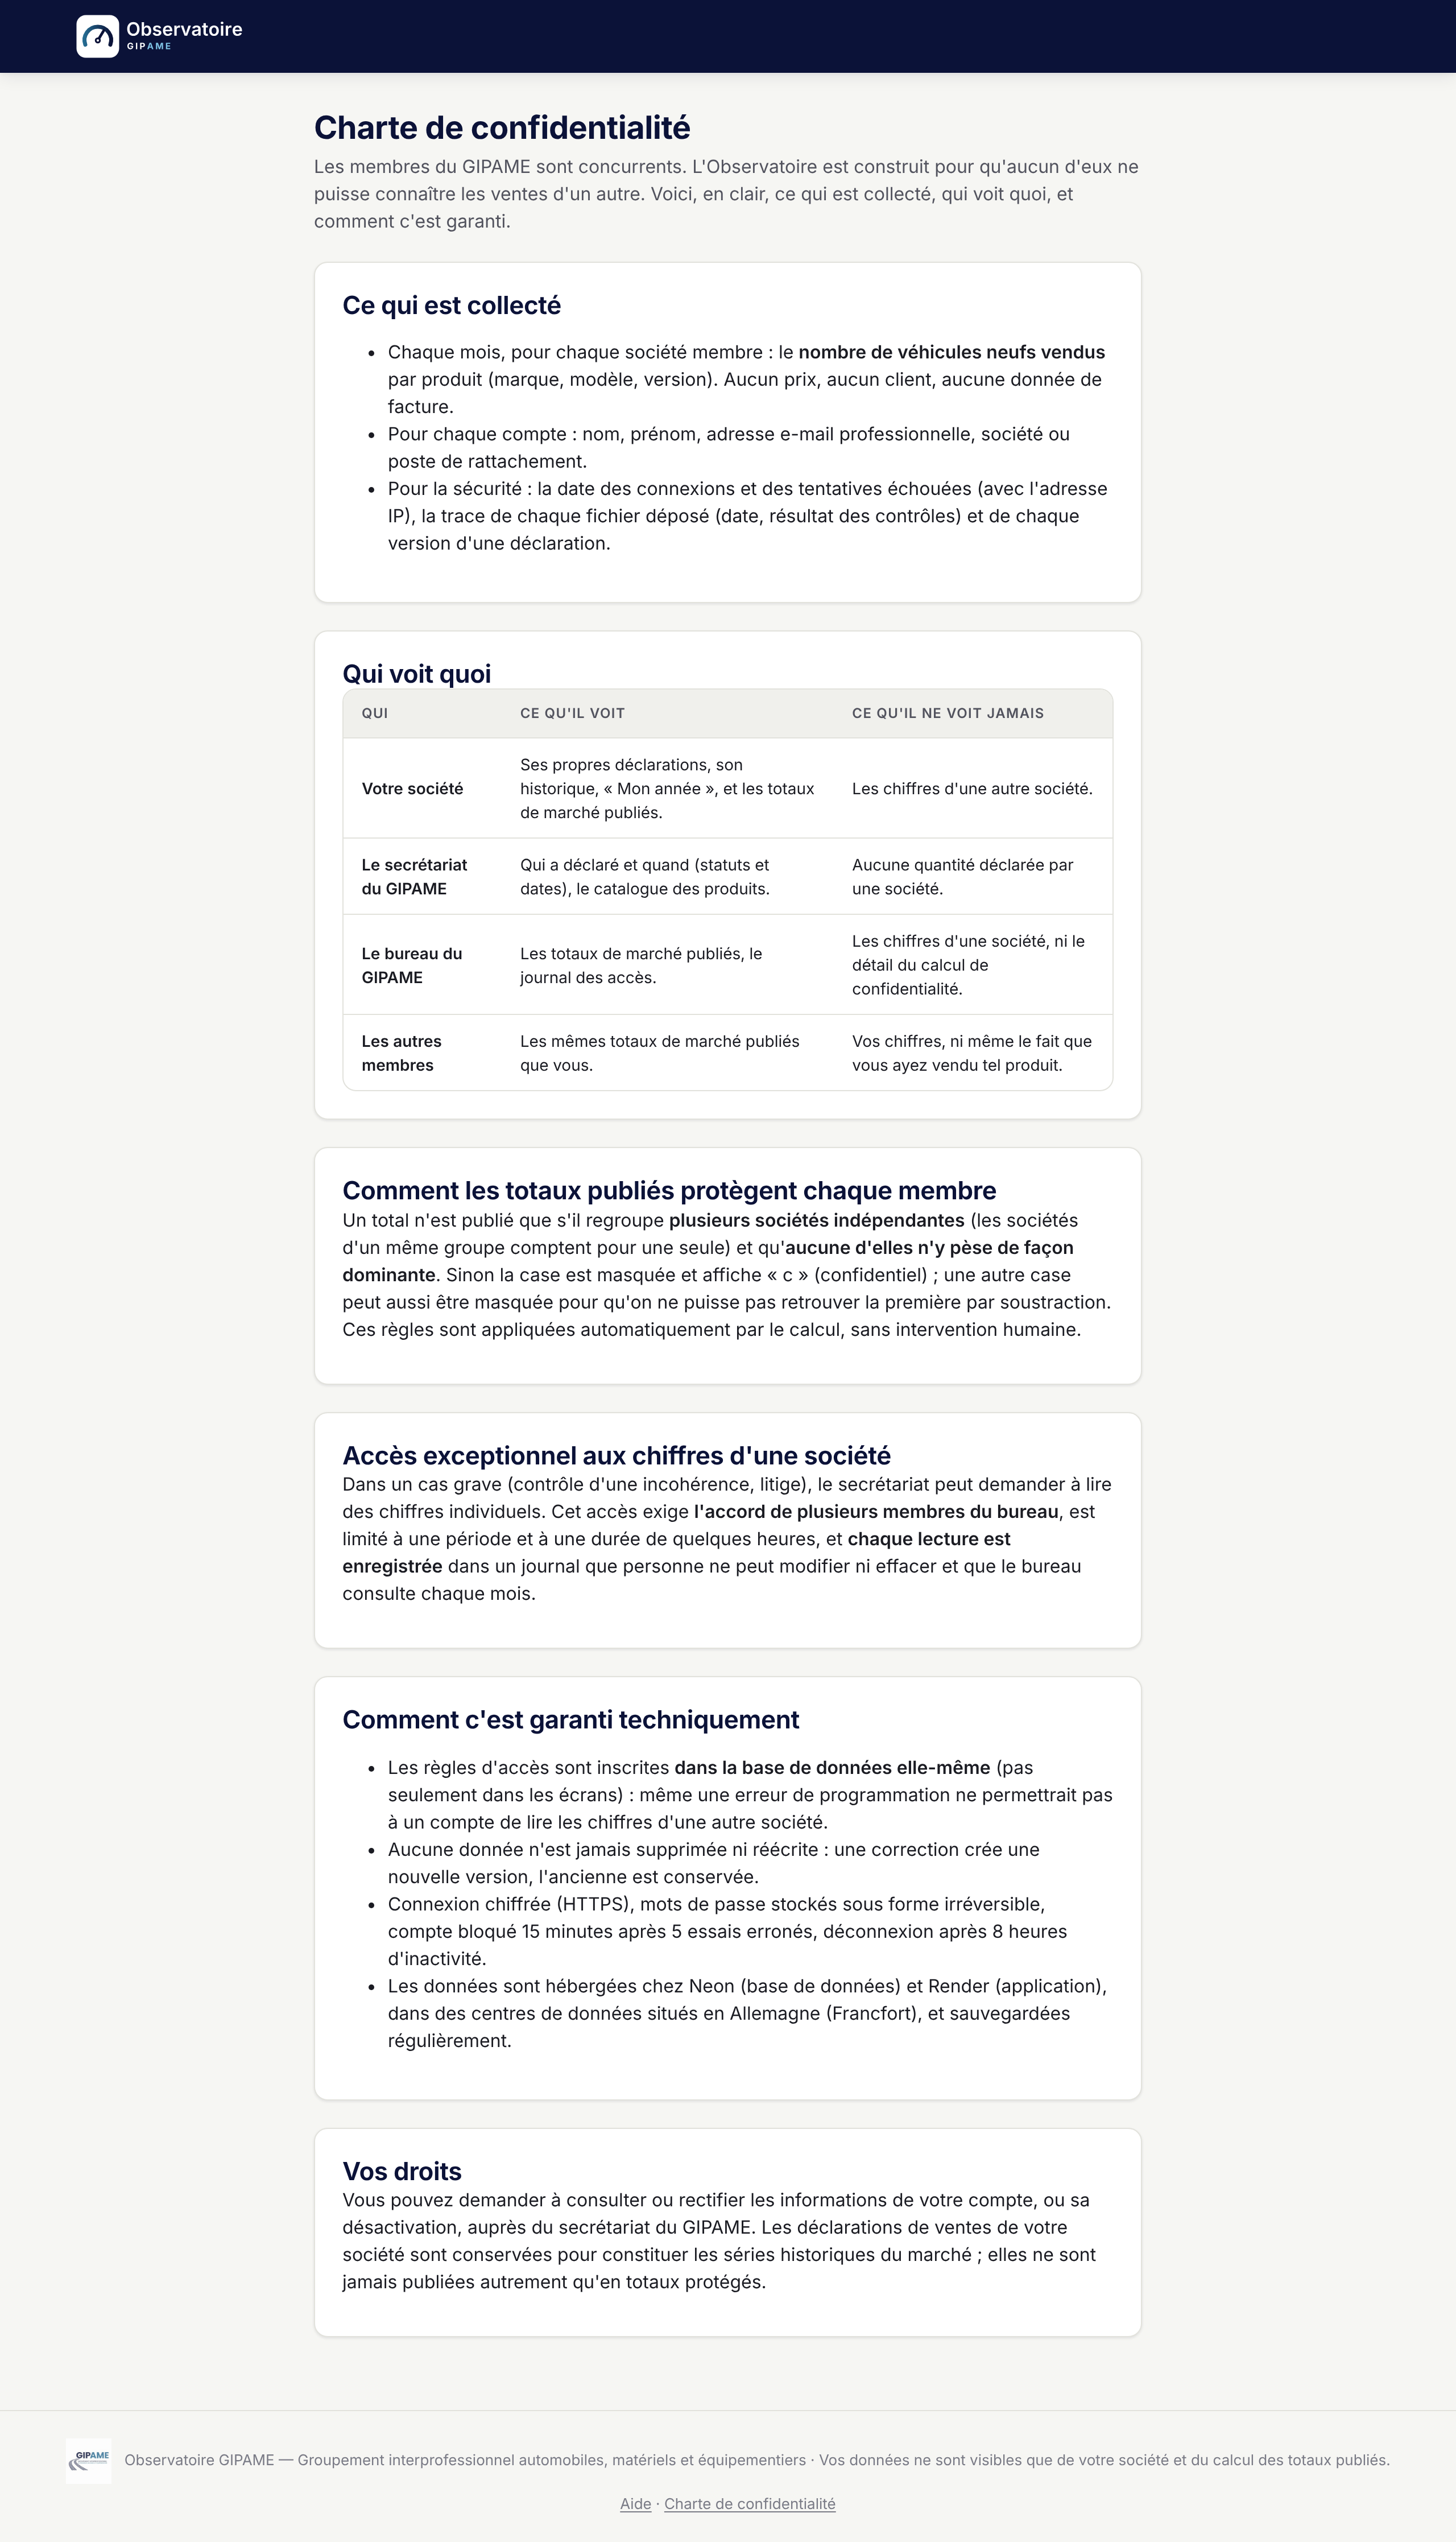 Observatoire
GIPAME
Charte de confidentialité
Les membres du GIPAME sont concurrents. L'Observatoire est construit pour qu'aucun d'eux ne
puisse connaître les ventes d'un autre. Voici, en clair, ce qui est collecté, qui voit quoi, et
comment c'est garanti.
Ce qui est collecté
• Chaque mois, pour chaque société membre : le nombre de véhicules neufs vendus
par produit (marque, modèle, version). Aucun prix, aucun client, aucune donnée de
facture.
• Pour chaque compte : nom, prénom, adresse e-mail professionnelle, société ou
poste de rattachement.
• Pour la sécurité : la date des connexions et des tentatives échouées (avec l'adresse
IP), la trace de chaque fichier déposé (date, résultat des contrôles) et de chaque
version d'une déclaration.
Qui voit quoi
QUI CE QU'IL VOIT CE QU'IL NE VOIT JAMAIS
Votre société
Ses propres déclarations, son
historique, « Mon année », et les totaux
de marché publiés.
Les chiffres d'une autre société.
Le secrétariat
du GIPAME
Qui a déclaré et quand (statuts et
dates), le catalogue des produits.
Aucune quantité déclarée par
une société.
Le bureau du
GIPAME
Les totaux de marché publiés, le
journal des accès.
Les chiffres d'une société, ni le
détail du calcul de
confidentialité.
Les autres
membres
Les mêmes totaux de marché publiés
que vous.
Vos chiffres, ni même le fait que
vous ayez vendu tel produit.
Comment les totaux publiés protègent chaque membre
Un total n'est publié que s'il regroupe plusieurs sociétés indépendantes (les sociétés
d'un même groupe comptent pour une seule) et qu'aucune d'elles n'y pèse de façon
dominante. Sinon la case est masquée et affiche « c » (confidentiel) ; une autre case
peut aussi être masquée pour qu'on ne puisse pas retrouver la première par soustraction.
Ces règles sont appliquées automatiquement par le calcul, sans intervention humaine.
Accès exceptionnel aux chiffres d'une société
Dans un cas grave (contrôle d'une incohérence, litige), le secrétariat peut demander à lire
des chiffres individuels. Cet accès exige l'accord de plusieurs membres du bureau, est
limité à une période et à une durée de quelques heures, et chaque lecture est
enregistrée dans un journal que personne ne peut modifier ni effacer et que le bureau
consulte chaque mois.
Comment c'est garanti techniquement
• Les règles d'accès sont inscrites dans la base de données elle-même (pas
seulement dans les écrans) : même une erreur de programmation ne permettrait pas
à un compte de lire les chiffres d'une autre société.
• Aucune donnée n'est jamais supprimée ni réécrite : une correction crée une
nouvelle version, l'ancienne est conservée.
• Connexion chiffrée (HTTPS), mots de passe stockés sous forme irréversible,
compte bloqué 15 minutes après 5 essais erronés, déconnexion après 8 heures
d'inactivité.
• Les données sont hébergées chez Neon (base de données) et Render (application),
dans des centres de données situés en Allemagne (Francfort), et sauvegardées
régulièrement.
Vos droits
Vous pouvez demander à consulter ou rectifier les informations de votre compte, ou sa
désactivation, auprès du secrétariat du GIPAME. Les déclarations de ventes de votre
société sont conservées pour constituer les séries historiques du marché ; elles ne sont
jamais publiées autrement qu'en totaux protégés.
GIPAME
Observatoire GIPAME — Groupement interprofessionnel automobiles, matériels et équipementiers · Vos données ne sont visibles que de votre société et du calcul des totaux publiés.
Aide · Charte de confidentialité